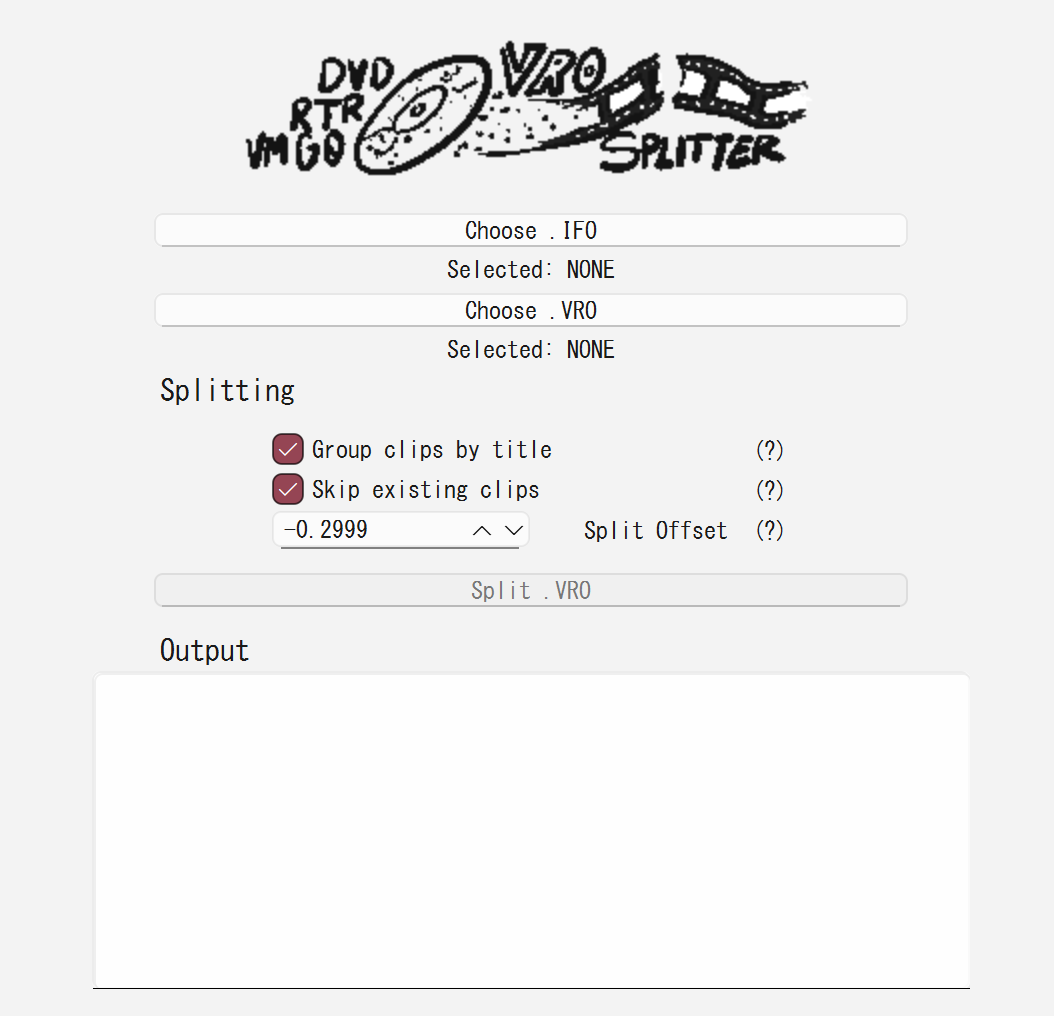 DVD
RTR
VMG0
VRO
SPLITTER
Choose .IFO
Selected: NONE
Choose .VRO
Selected: NONE
Splitting
Group clips by title (?)
Skip existing clips (?)
-0.2999 Split Offset (?)
Split .VRO
Output